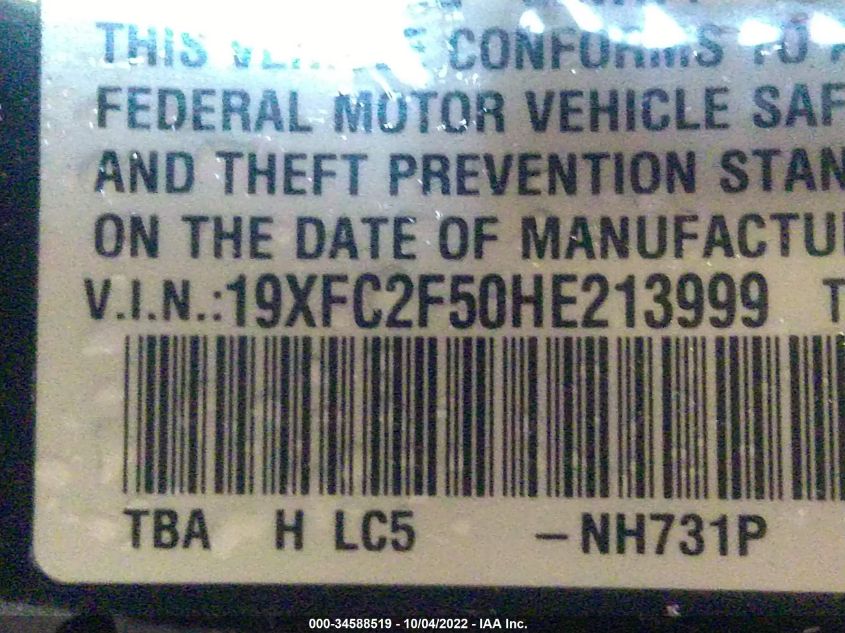 THIS VEHICLE CONFORMS TO A
FEDERAL MOTOR VEHICLE SAF
AND THEFT PREVENTION STAN
ON THE DATE OF MANUFACTU
V.I.N.:19XFC2F50HE213999 T
TBA H LC5 -NH731P
000-34588519 - 10/04/2022 - IAA Inc.